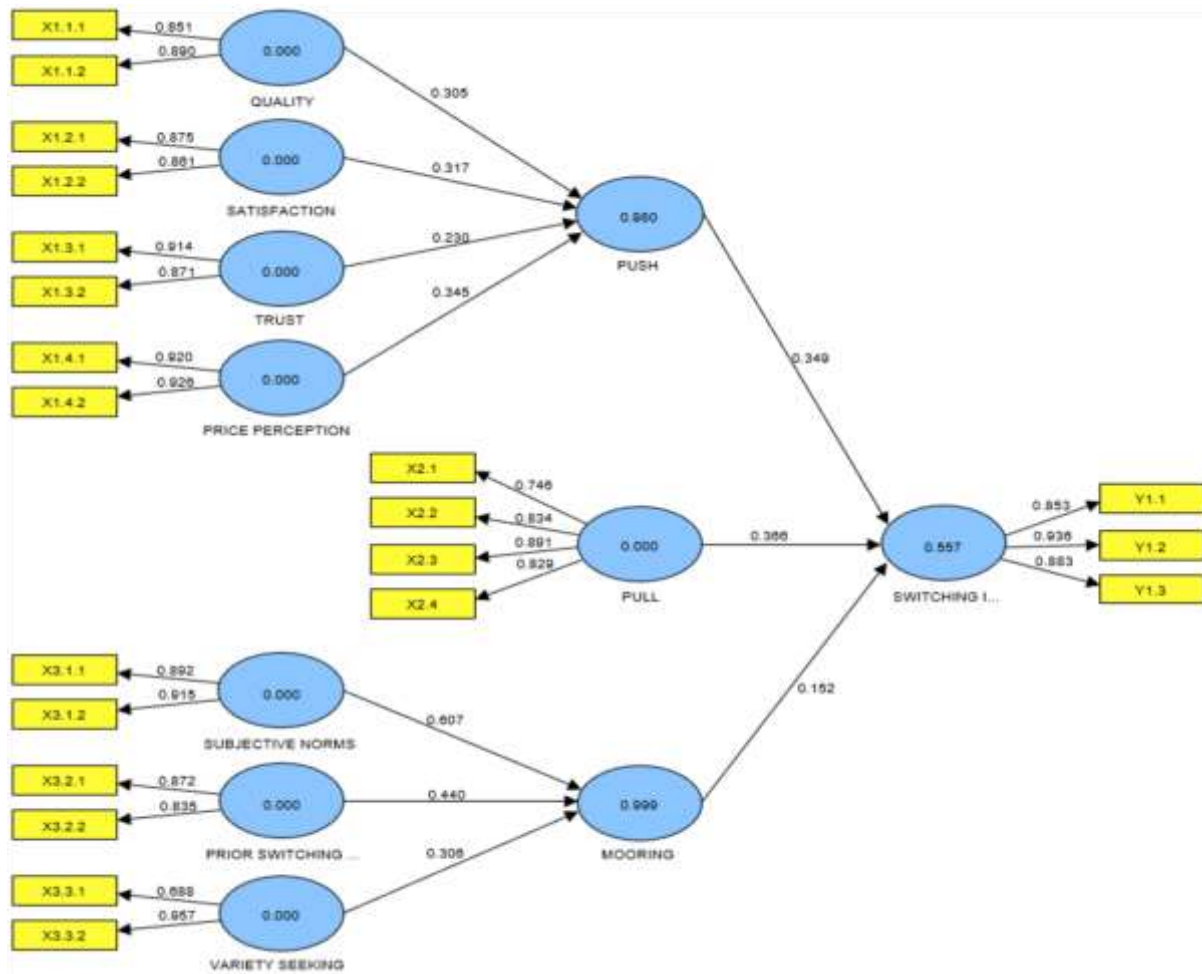 X1.1.1
0.851
0.890
X1.1.2
0.000
QUALITY
0.305
X1.2.1
0.875
0.861
X1.2.2
0.000
SATISFACTION
0.317
X1.3.1
0.914
0.871
X1.3.2
0.000
TRUST
0.230
X1.4.1
0.920
0.926
X1.4.2
0.000
PRICE PERCEPTION
0.345
PUSH
0.349
X2.1
0.746
X2.2
0.834
X2.3
0.891
X2.4
0.829
0.000
PULL
0.366
0.557
SWITCHING I...
0.853
Y1.1
0.936
Y1.2
0.883
Y1.3
X3.1.1
0.892
0.915
X3.1.2
0.000
SUBJECTIVE NORMS
0.607
X3.2.1
0.872
0.835
X3.2.2
0.000
PRIOR SWITCHING ...
0.440
X3.3.1
0.688
0.957
X3.3.2
0.000
VARIETY SEEKING
0.306
0.999
MOORING
0.152